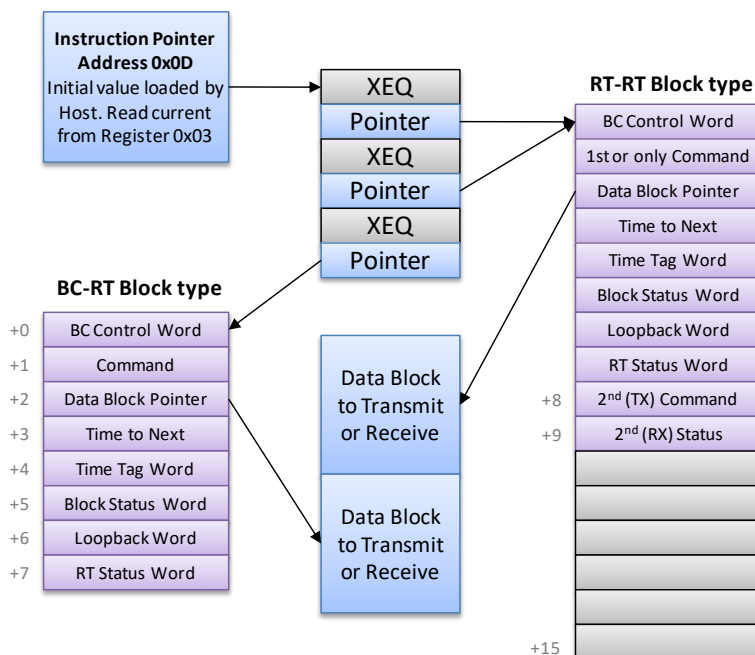 Instruction Pointer
Address 0x0D
Initial value loaded by
Host. Read current
from Register 0x03
XEQ
Pointer
XEQ
Pointer
XEQ
Pointer
RT-RT Block type
BC Control Word
1st or only Command
Data Block Pointer
Time to Next
Time Tag Word
Block Status Word
Loopback Word
RT Status Word
+8 2nd (TX) Command
+9 2nd (RX) Status
+15
BC-RT Block type
+0 BC Control Word
+1 Command
+2 Data Block Pointer
+3 Time to Next
+4 Time Tag Word
+5 Block Status Word
+6 Loopback Word
+7 RT Status Word
Data Block
to Transmit
or Receive
Data Block
to Transmit
or Receive